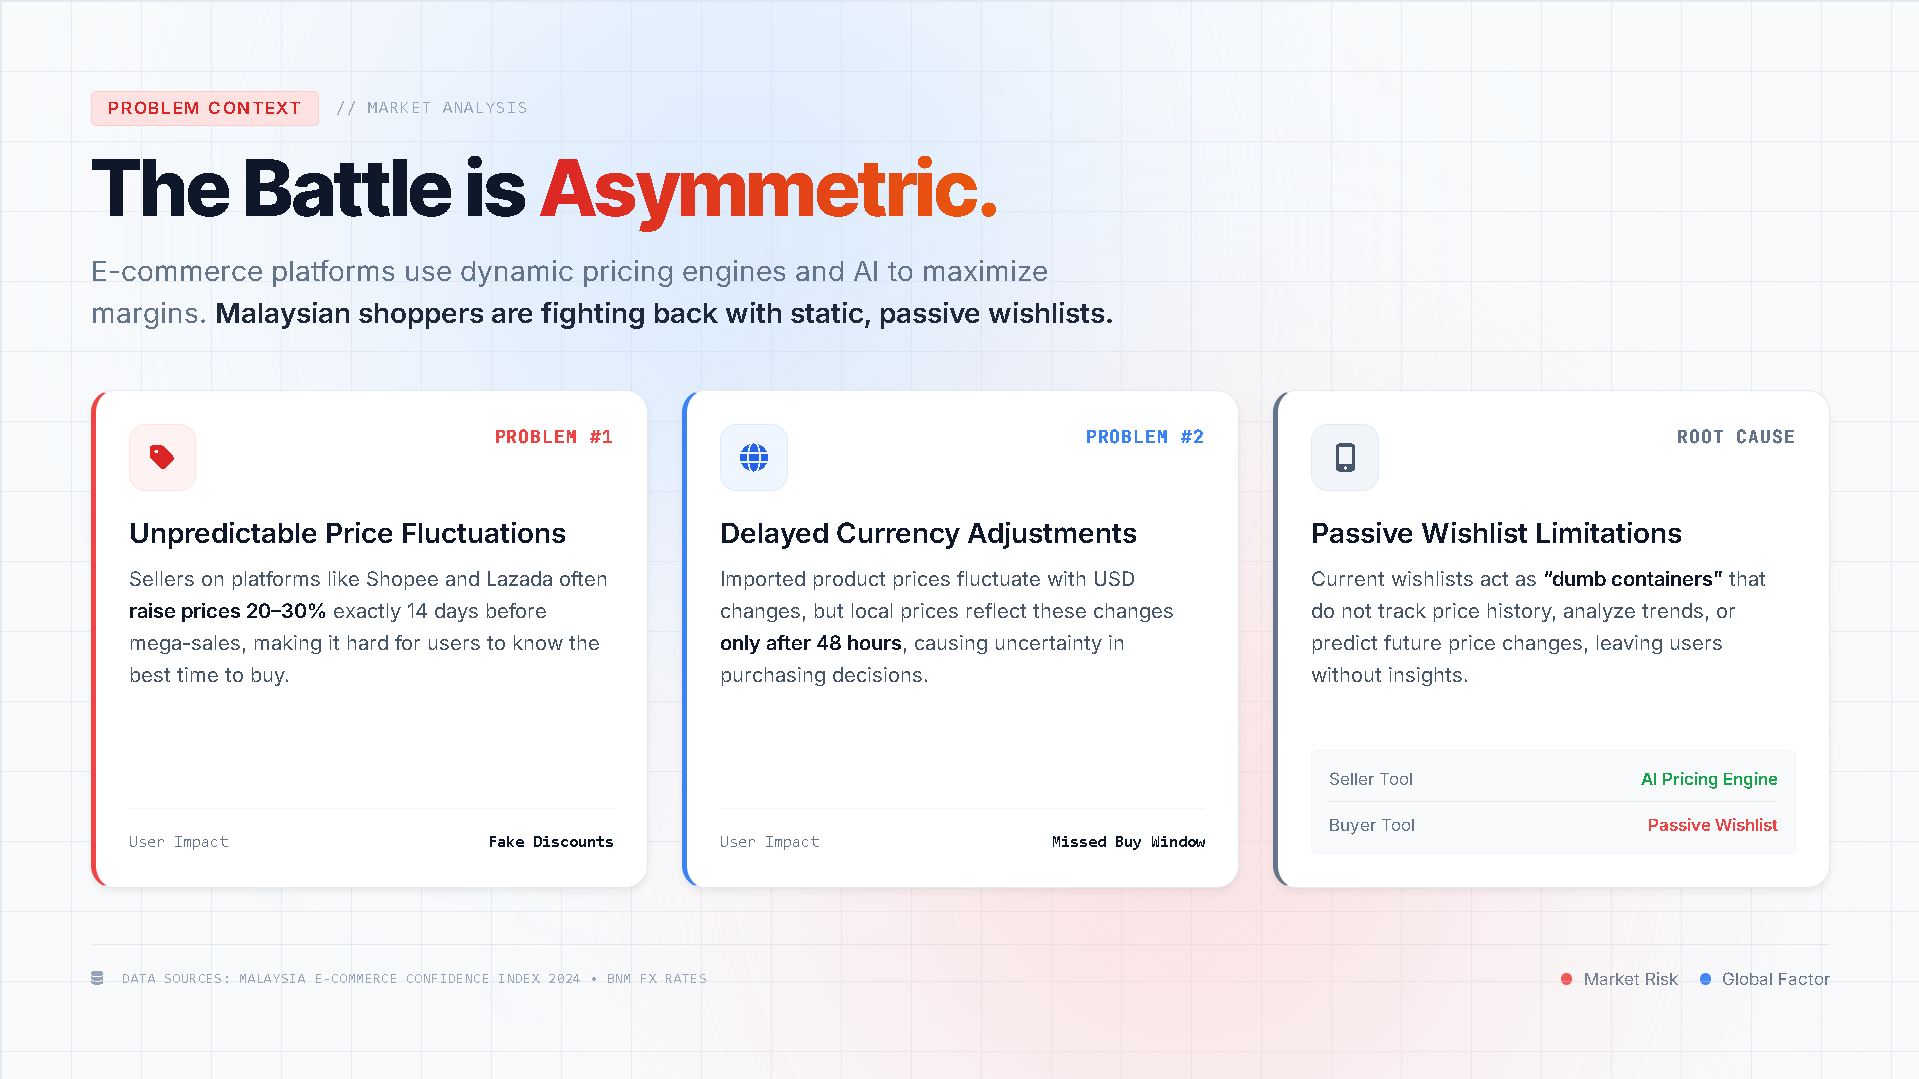 PROBLEM CONTEXT // MARKET ANALYSIS
The Battle is Asymmetric.
E-commerce platforms use dynamic pricing engines and AI to maximize
margins. Malaysian shoppers are fighting back with static, passive wishlists.
PROBLEM #1
Unpredictable Price Fluctuations
Sellers on platforms like Shopee and Lazada often
raise prices 20–30% exactly 14 days before
mega-sales, making it hard for users to know the
best time to buy.
User Impact Fake Discounts
PROBLEM #2
Delayed Currency Adjustments
Imported product prices fluctuate with USD
changes, but local prices reflect these changes
only after 48 hours, causing uncertainty in
purchasing decisions.
User Impact Missed Buy Window
ROOT CAUSE
Passive Wishlist Limitations
Current wishlists act as “dumb containers” that
do not track price history, analyze trends, or
predict future price changes, leaving users
without insights.
Seller Tool AI Pricing Engine
Buyer Tool Passive Wishlist
DATA SOURCES: MALAYSIA E-COMMERCE CONFIDENCE INDEX 2024 • BNM FX RATES
Market Risk Global Factor